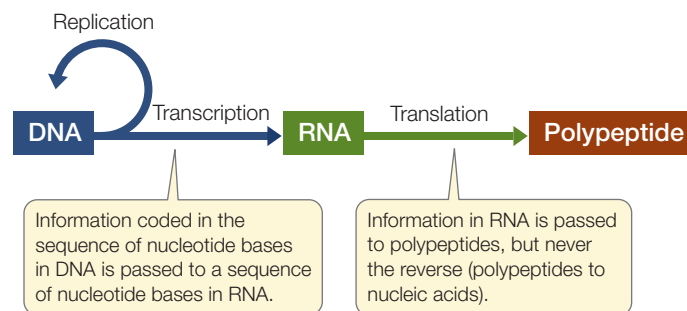 Replication
Transcription
Translation
DNA
RNA
Polypeptide
Information coded in the
sequence of nucleotide bases
in DNA is passed to a sequence
of nucleotide bases in RNA.
Information in RNA is passed
to polypeptides, but never
the reverse (polypeptides to
nucleic acids).